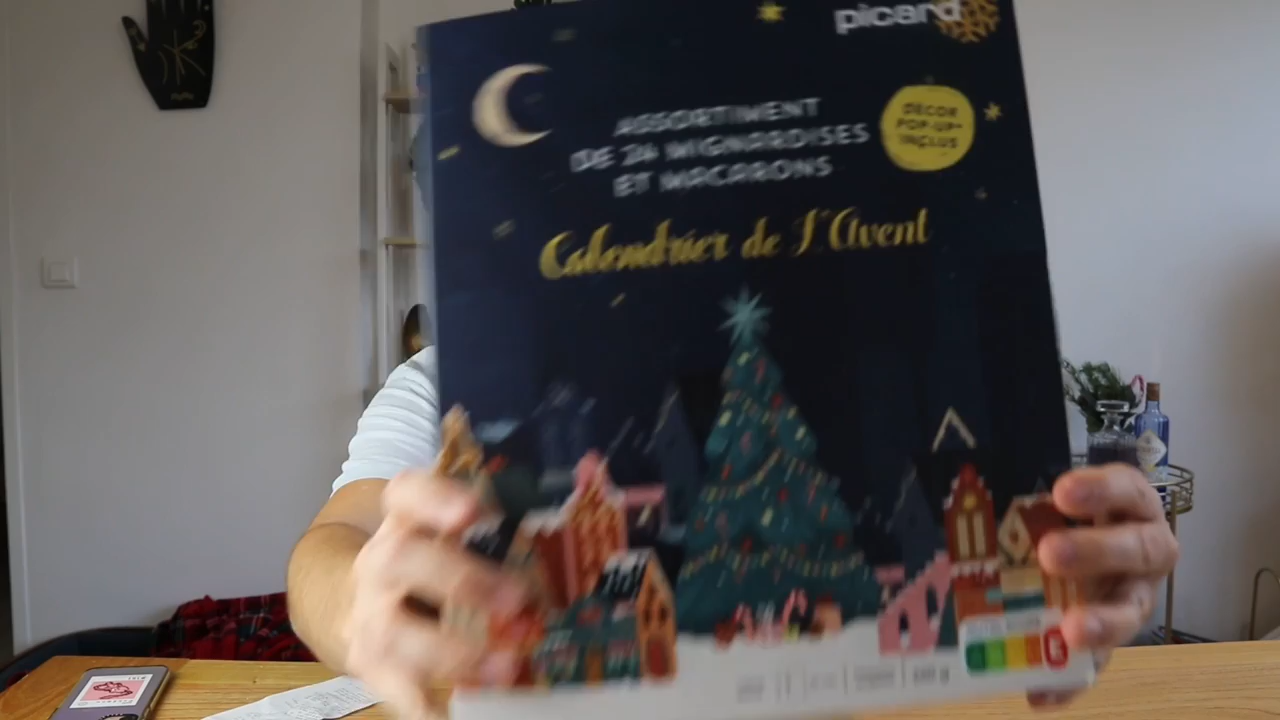 picard
ASSORTIMENT
DE 24 MIGNARDISES
ET MACARONS
DÉCOR
POP-UP
INCLUS
Calendrier de l'Avent